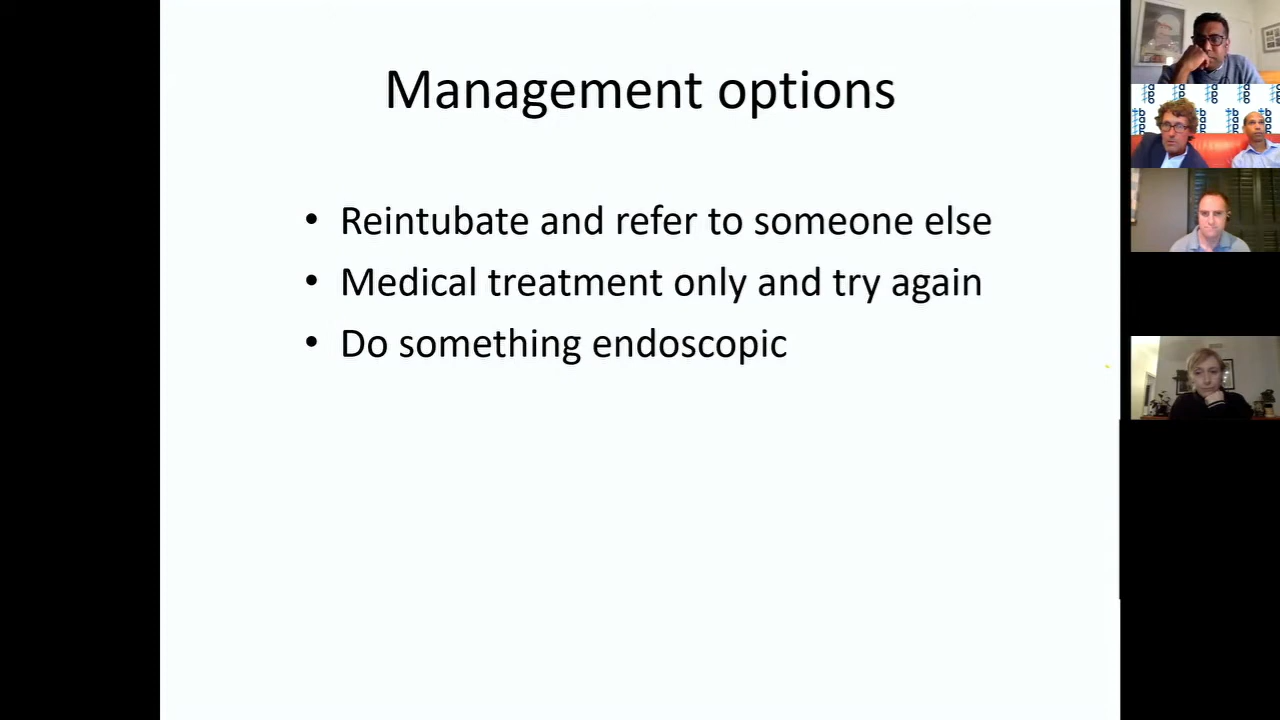 Management options
• Reintubate and refer to someone else
• Medical treatment only and try again
• Do something endoscopic